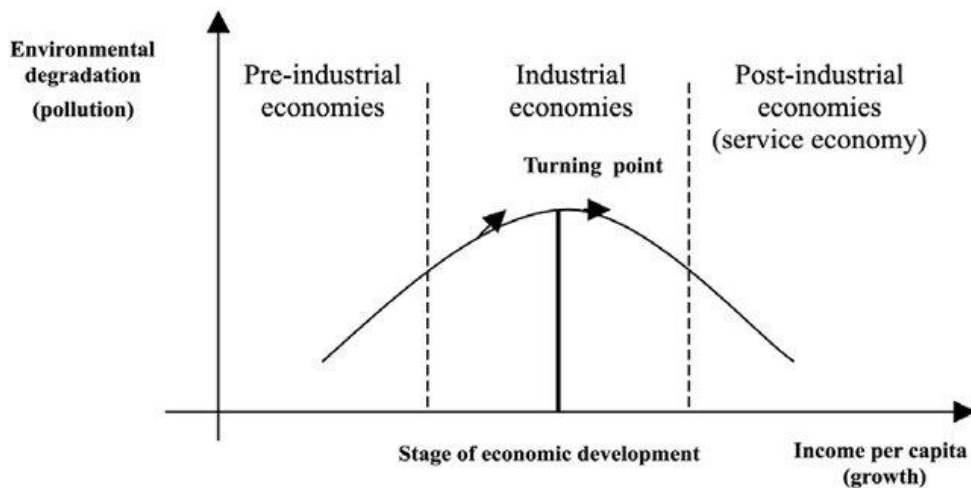 Environmental
degradation
(pollution)
Pre-industrial
economies
Industrial
economies
Post-industrial
economies
(service economy)
Turning point
Stage of economic development
Income per capita
(growth)